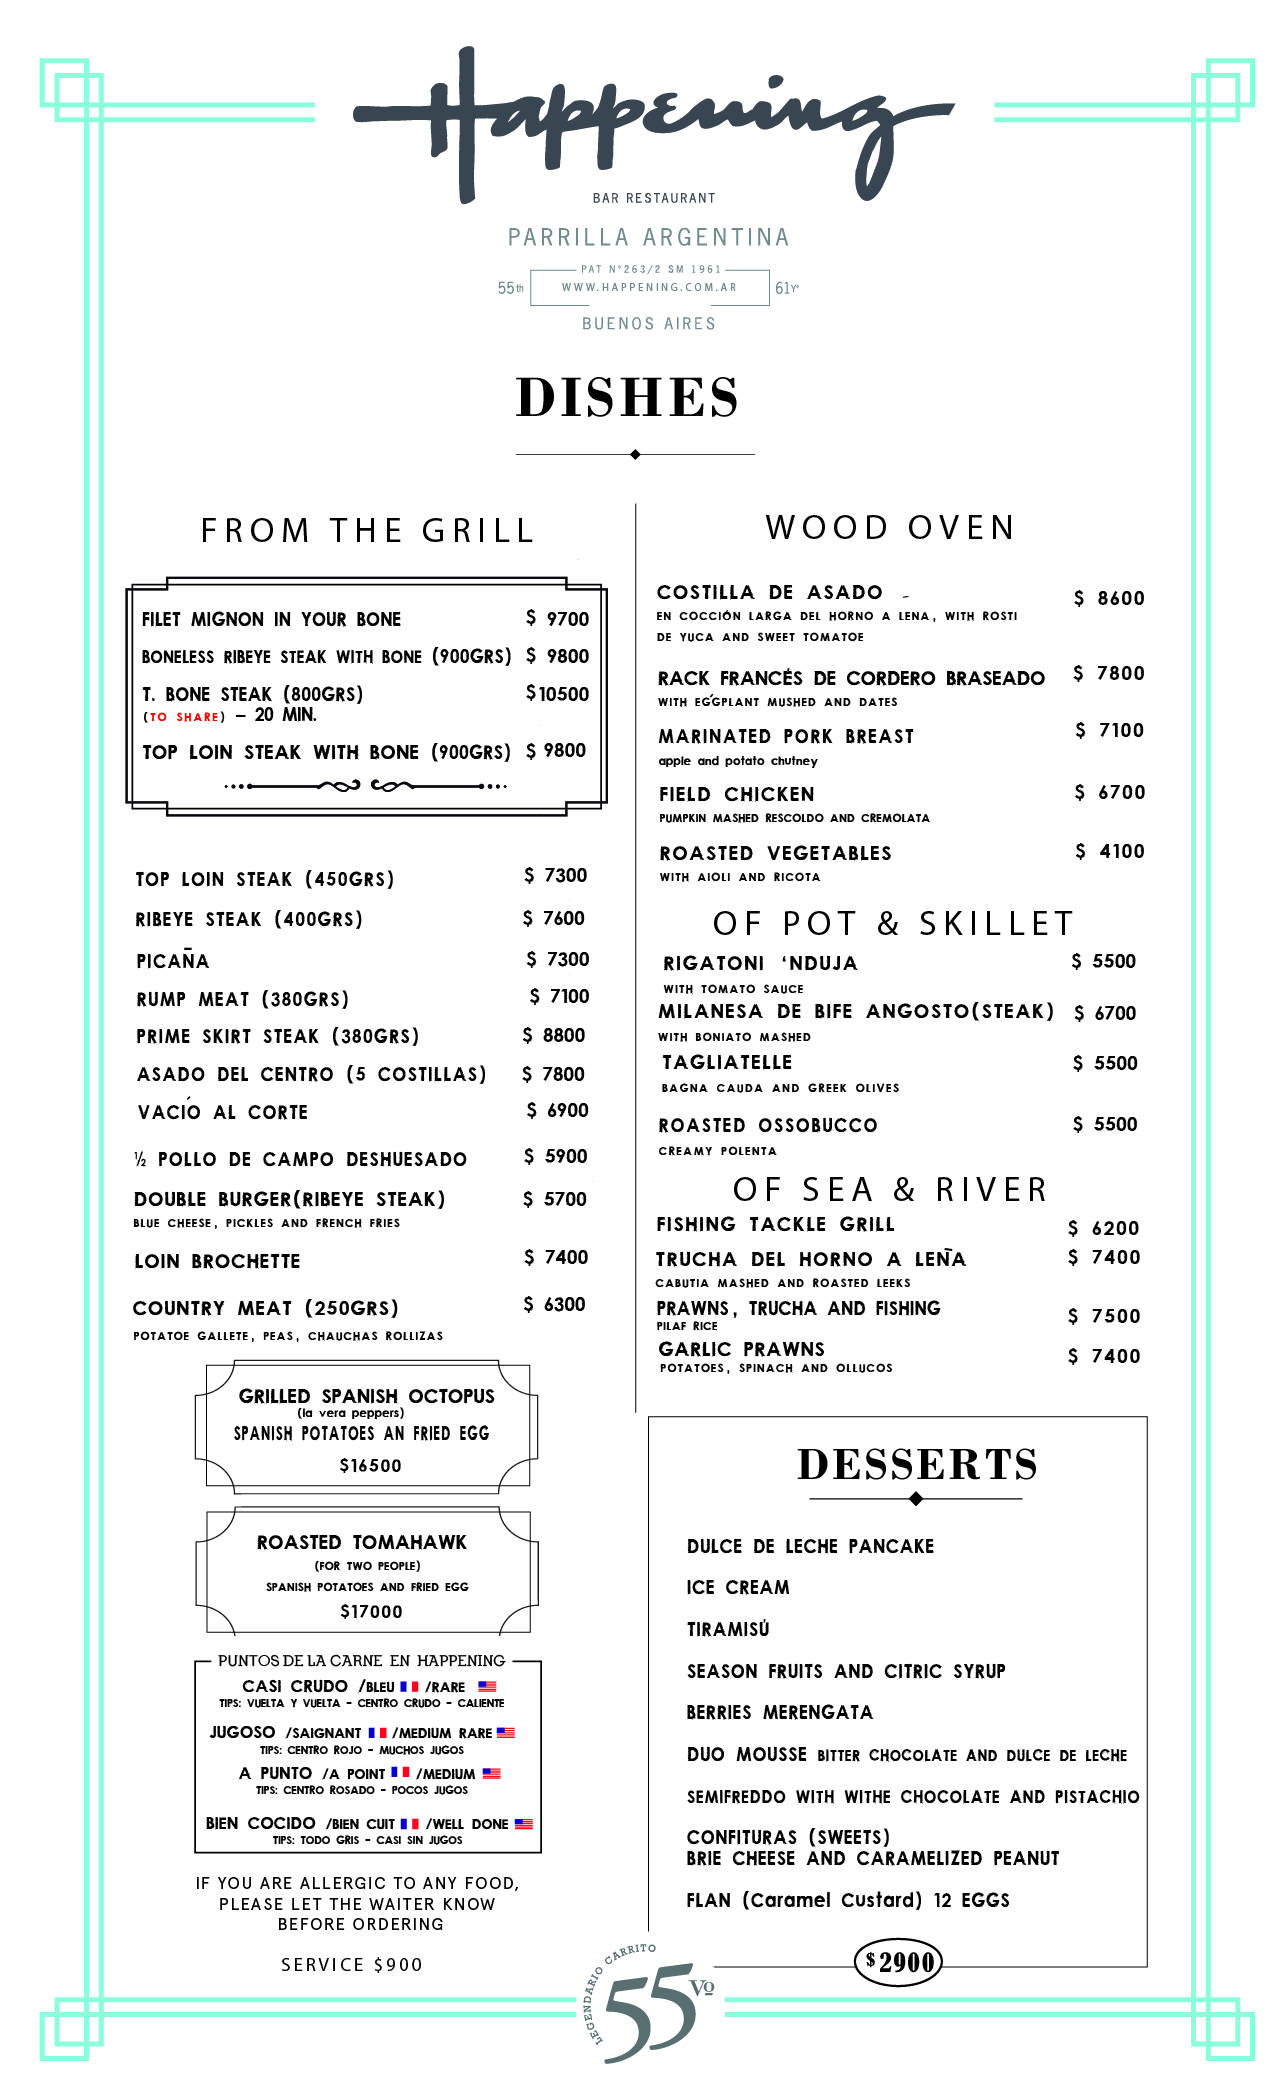 Happening
BAR RESTAURANT
PARRILLA ARGENTINA
PAT N°263/2 SM 1961
55th WWW.HAPPENING.COM.AR 61Yº
BUENOS AIRES
DISHES
FROM THE GRILL
FILET MIGNON IN YOUR BONE $ 9700
BONELESS RIBEYE STEAK WITH BONE (900GRS) $ 9800
T. BONE STEAK (800GRS) $10500
(TO SHARE) – 20 MIN.
TOP LOIN STEAK WITH BONE (900GRS) $ 9800
TOP LOIN STEAK (450GRS) $ 7300
RIBEYE STEAK (400GRS) $ 7600
PICAÑA $ 7300
RUMP MEAT (380GRS) $ 7100
PRIME SKIRT STEAK (380GRS) $ 8800
ASADO DEL CENTRO (5 COSTILLAS) $ 7800
VACÍO AL CORTE $ 6900
½ POLLO DE CAMPO DESHUESADO $ 5900
DOUBLE BURGER(RIBEYE STEAK) $ 5700
BLUE CHEESE, PICKLES AND FRENCH FRIES
LOIN BROCHETTE $ 7400
COUNTRY MEAT (250GRS) $ 6300
POTATOE GALLETE, PEAS, CHAUCHAS ROLLIZAS
GRILLED SPANISH OCTOPUS
(la vera peppers)
SPANISH POTATOES AN FRIED EGG
$16500
ROASTED TOMAHAWK
(FOR TWO PEOPLE)
SPANISH POTATOES AND FRIED EGG
$17000
PUNTOS DE LA CARNE EN HAPPENING
CASI CRUDO /BLEU /RARE
TIPS: VUELTA Y VUELTA - CENTRO CRUDO - CALIENTE
JUGOSO /SAIGNANT /MEDIUM RARE
TIPS: CENTRO ROJO - MUCHOS JUGOS
A PUNTO /A POINT /MEDIUM
TIPS: CENTRO ROSADO - POCOS JUGOS
BIEN COCIDO /BIEN CUIT /WELL DONE
TIPS: TODO GRIS - CASI SIN JUGOS
IF YOU ARE ALLERGIC TO ANY FOOD,
PLEASE LET THE WAITER KNOW
BEFORE ORDERING
SERVICE $900
WOOD OVEN
COSTILLA DE ASADO $ 8600
EN COCCIÓN LARGA DEL HORNO A LENA, WITH ROSTI
DE YUCA AND SWEET TOMATOE
RACK FRANCÉS DE CORDERO BRASEADO $ 7800
WITH EGGPLANT MUSHED AND DATES
MARINATED PORK BREAST $ 7100
apple and potato chutney
FIELD CHICKEN $ 6700
PUMPKIN MASHED RESCOLDO AND CREMOLATA
ROASTED VEGETABLES $ 4100
WITH AIOLI AND RICOTA
OF POT & SKILLET
RIGATONI ‘NDUJA $ 5500
WITH TOMATO SAUCE
MILANESA DE BIFE ANGOSTO(STEAK) $ 6700
WITH BONIATO MASHED
TAGLIATELLE $ 5500
BAGNA CAUDA AND GREEK OLIVES
ROASTED OSSOBUCCO $ 5500
CREAMY POLENTA
OF SEA & RIVER
FISHING TACKLE GRILL $ 6200
TRUCHA DEL HORNO A LEÑA $ 7400
CABUTIA MASHED AND ROASTED LEEKS
PRAWNS, TRUCHA AND FISHING $ 7500
PILAF RICE
GARLIC PRAWNS $ 7400
POTATOES, SPINACH AND OLLUCOS
DESSERTS
DULCE DE LECHE PANCAKE
ICE CREAM
TIRAMISÚ
SEASON FRUITS AND CITRIC SYRUP
BERRIES MERENGATA
DUO MOUSSE BITTER CHOCOLATE AND DULCE DE LECHE
SEMIFREDDO WITH WITHE CHOCOLATE AND PISTACHIO
CONFITURAS (SWEETS)
BRIE CHEESE AND CARAMELIZED PEANUT
FLAN (Caramel Custard) 12 EGGS
$2900
LEGENDARIO CARRITO
55 Vº